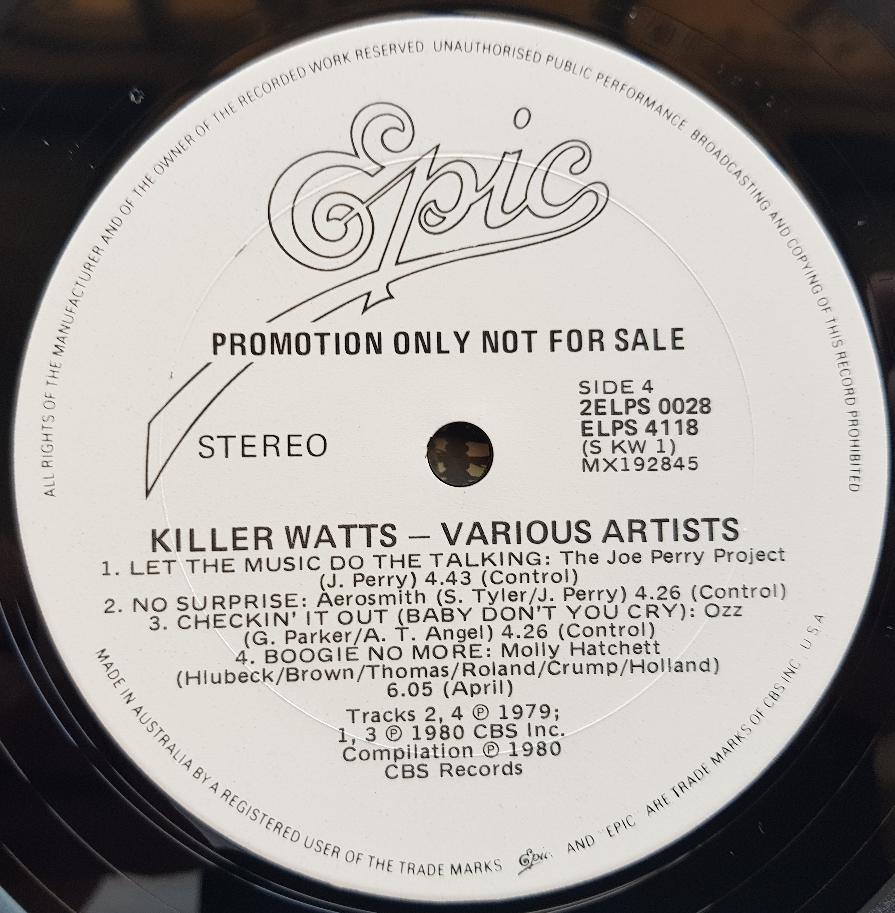 ALL RIGHTS OF THE MANUFACTURER AND OF THE OWNER OF THE RECORDED WORK RESERVED UNAUTHORISED PUBLIC PERFORMANCE BROADCASTING AND COPYING OF THIS RECORD PROHIBITED
Epic
PROMOTION ONLY NOT FOR SALE
STEREO
SIDE 4
2ELPS 0028
ELPS 4118
(S KW 1)
MX192845
KILLER WATTS – VARIOUS ARTISTS
1. LET THE MUSIC DO THE TALKING: The Joe Perry Project
(J. Perry) 4.43 (Control)
2. NO SURPRISE: Aerosmith (S. Tyler/J. Perry) 4.26 (Control)
3. CHECKIN' IT OUT (BABY DON'T YOU CRY): Ozz
(G. Parker/A. T. Angel) 4.26 (Control)
4. BOOGIE NO MORE: Molly Hatchett
(Hlubeck/Brown/Thomas/Roland/Crump/Holland)
6.05 (April)
Tracks 2, 4 ℗ 1979;
1, 3 ℗ 1980 CBS Inc.
Compilation ℗ 1980
CBS Records
MADE IN AUSTRALIA BY A REGISTERED USER OF THE TRADE MARKS Epic AND "EPIC" ARE TRADE MARKS OF CBS INC U.S.A